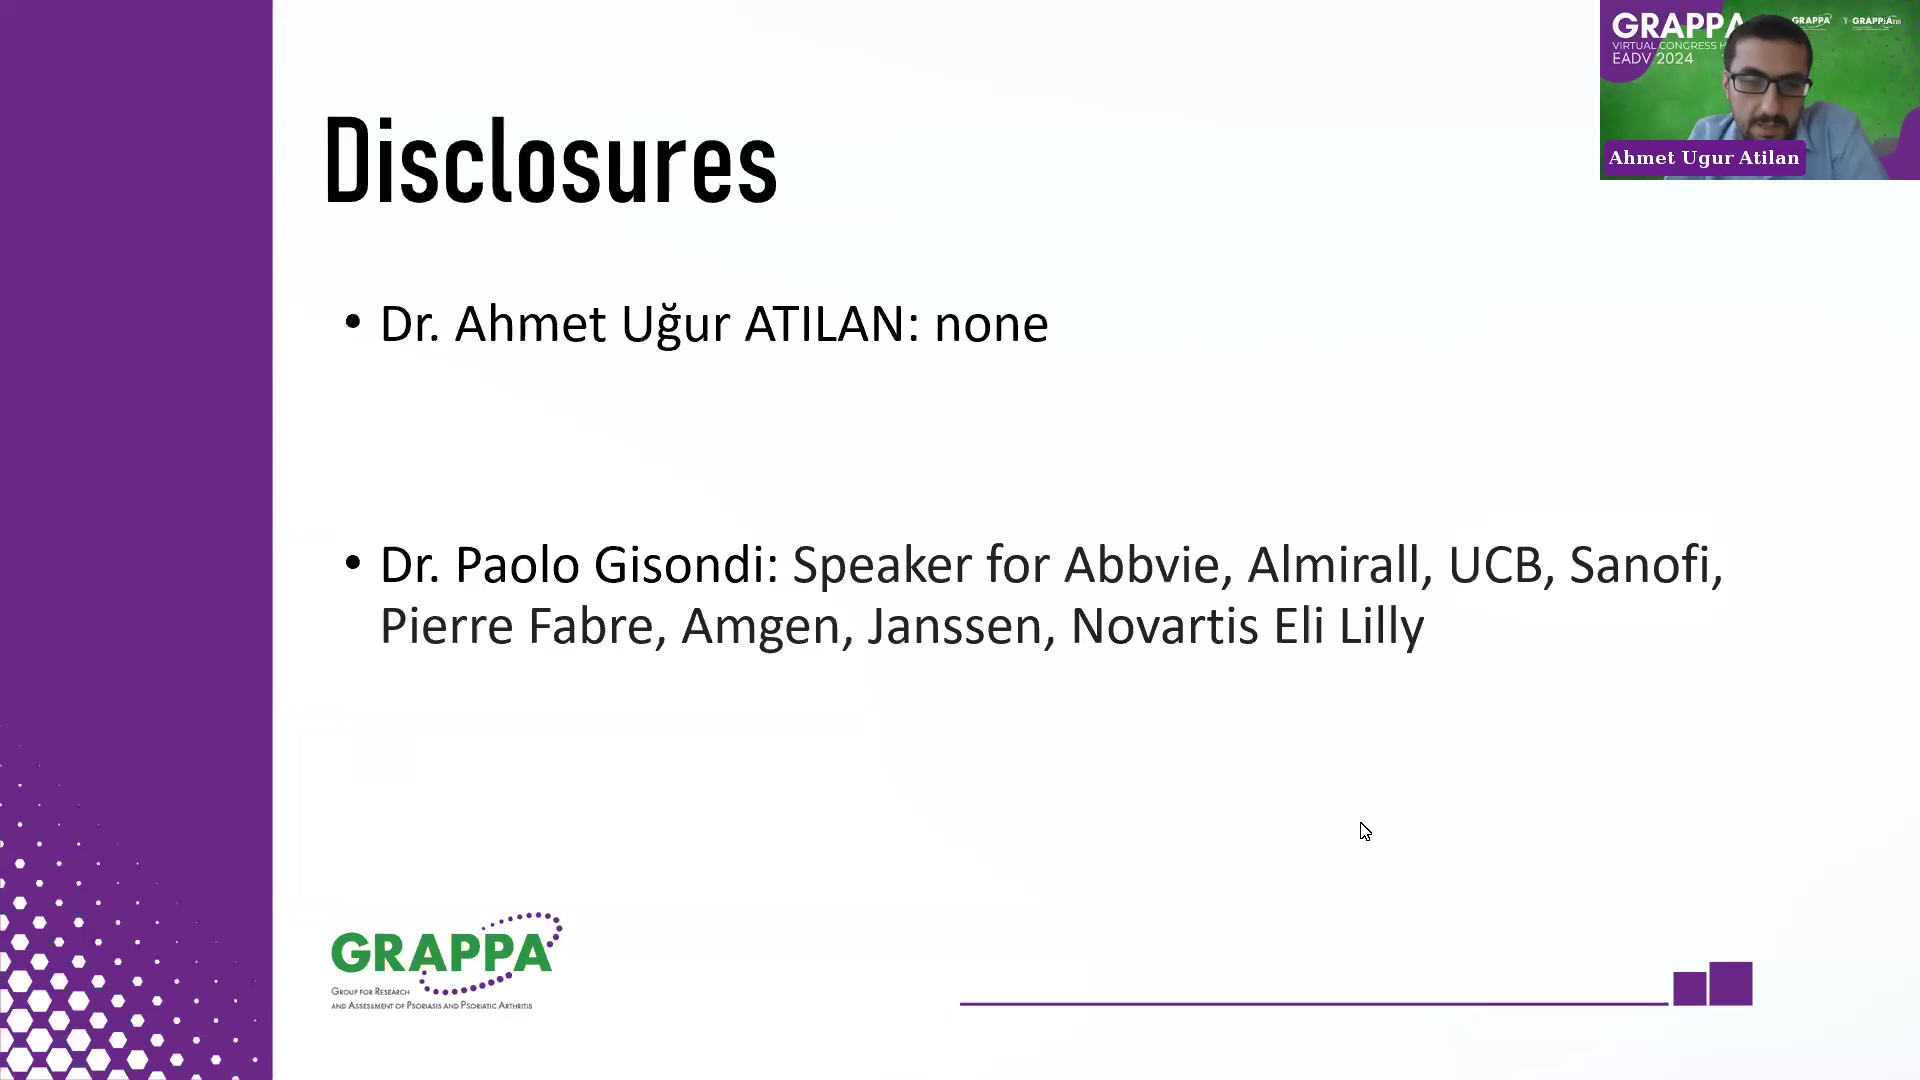 Disclosures
• Dr. Ahmet Uğur ATILAN: none
• Dr. Paolo Gisondi: Speaker for Abbvie, Almirall, UCB, Sanofi,
Pierre Fabre, Amgen, Janssen, Novartis Eli Lilly
GRAPPA
GROUP FOR RESEARCH
AND ASSESSMENT OF PSORIASIS AND PSORIATIC ARTHRITIS
GRAPPA
VIRTUAL CONGRESS
EADV 2024
GRAPPA
Y-GRAPPIAns
Ahmet Ugur Atilan